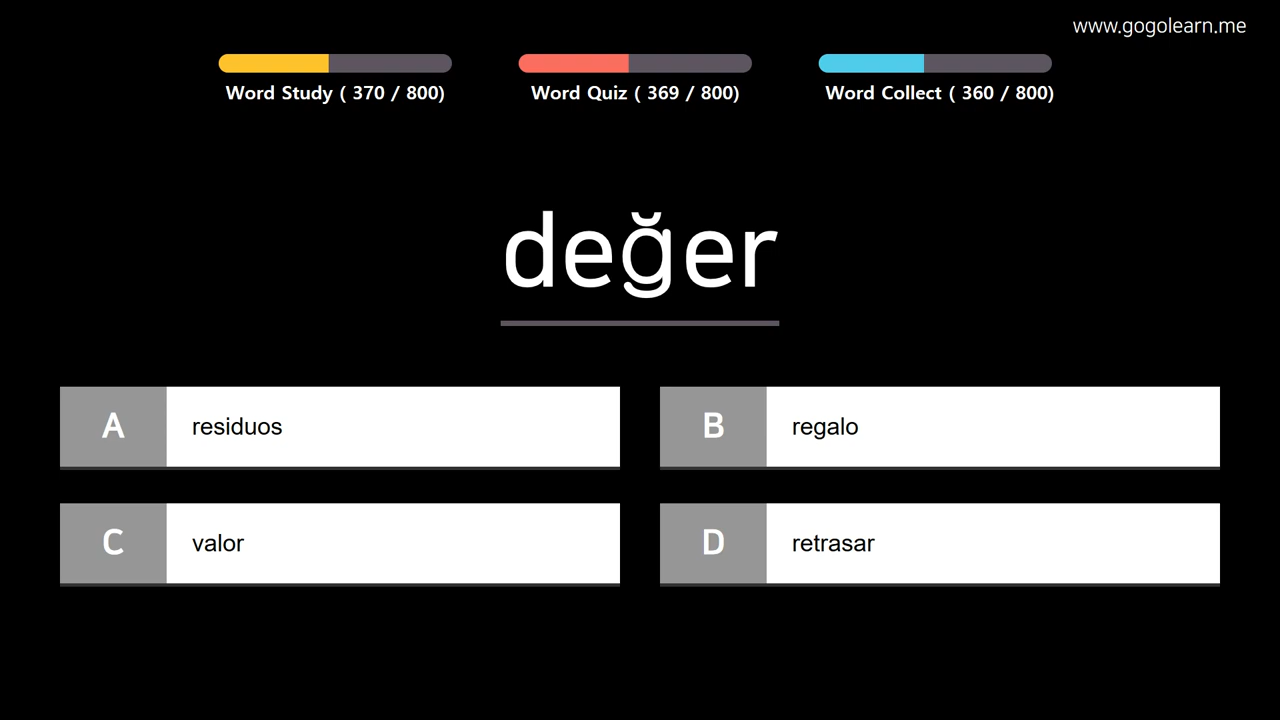 www.gogolearn.me
Word Study ( 370 / 800)
Word Quiz ( 369 / 800)
Word Collect ( 360 / 800)
değer
A residuos
B regalo
C valor
D retrasar